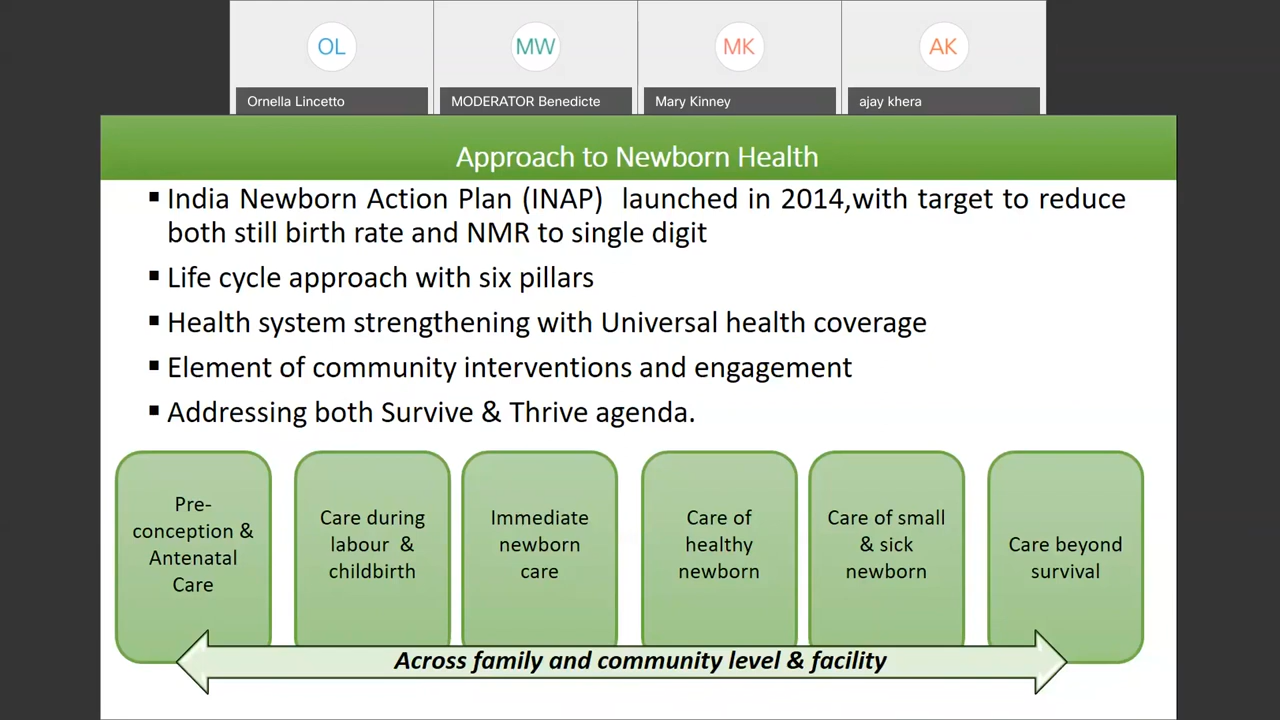 OL
MW
MK
AK
Ornella Lincetto
MODERATOR Benedicte
Mary Kinney
ajay khera
Approach to Newborn Health
▪ India Newborn Action Plan (INAP) launched in 2014,with target to reduce
both still birth rate and NMR to single digit
▪ Life cycle approach with six pillars
▪ Health system strengthening with Universal health coverage
▪ Element of community interventions and engagement
▪ Addressing both Survive & Thrive agenda.
Pre-
conception &
Antenatal
Care
Care during
labour &
childbirth
Immediate
newborn
care
Care of
healthy
newborn
Care of small
& sick
newborn
Care beyond
survival
Across family and community level & facility